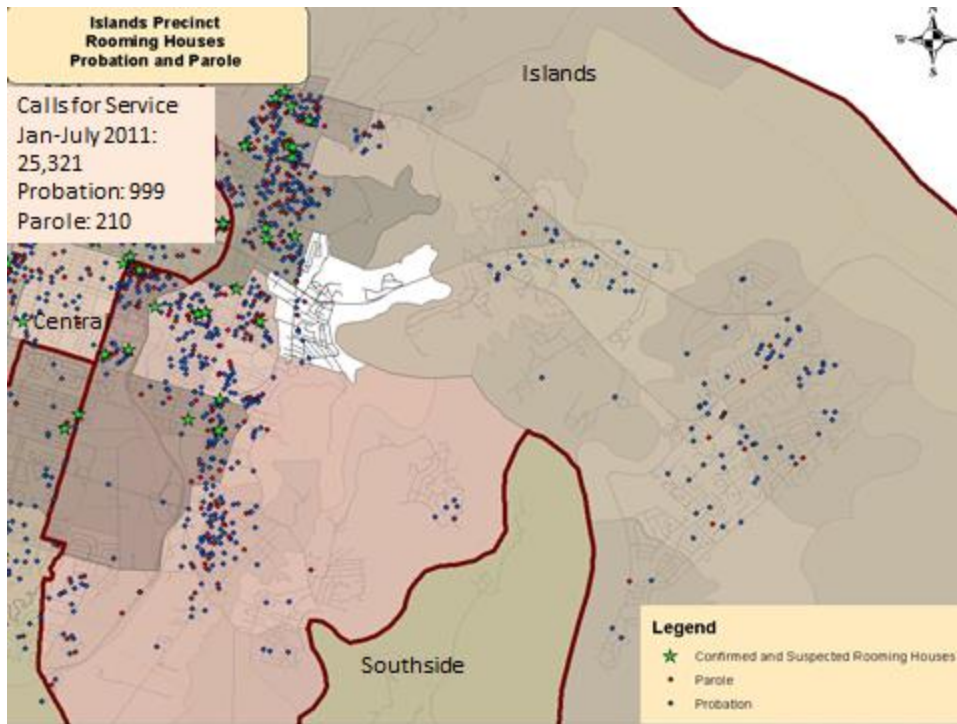 Islands Precinct
Rooming Houses
Probation and Parole
Calls for Service
Jan-July 2011:
25,321
Probation: 999
Parole: 210
N
W E
S
Islands
Central
Southside
Legend
Confirmed and Suspected Rooming Houses
Parole
Probation